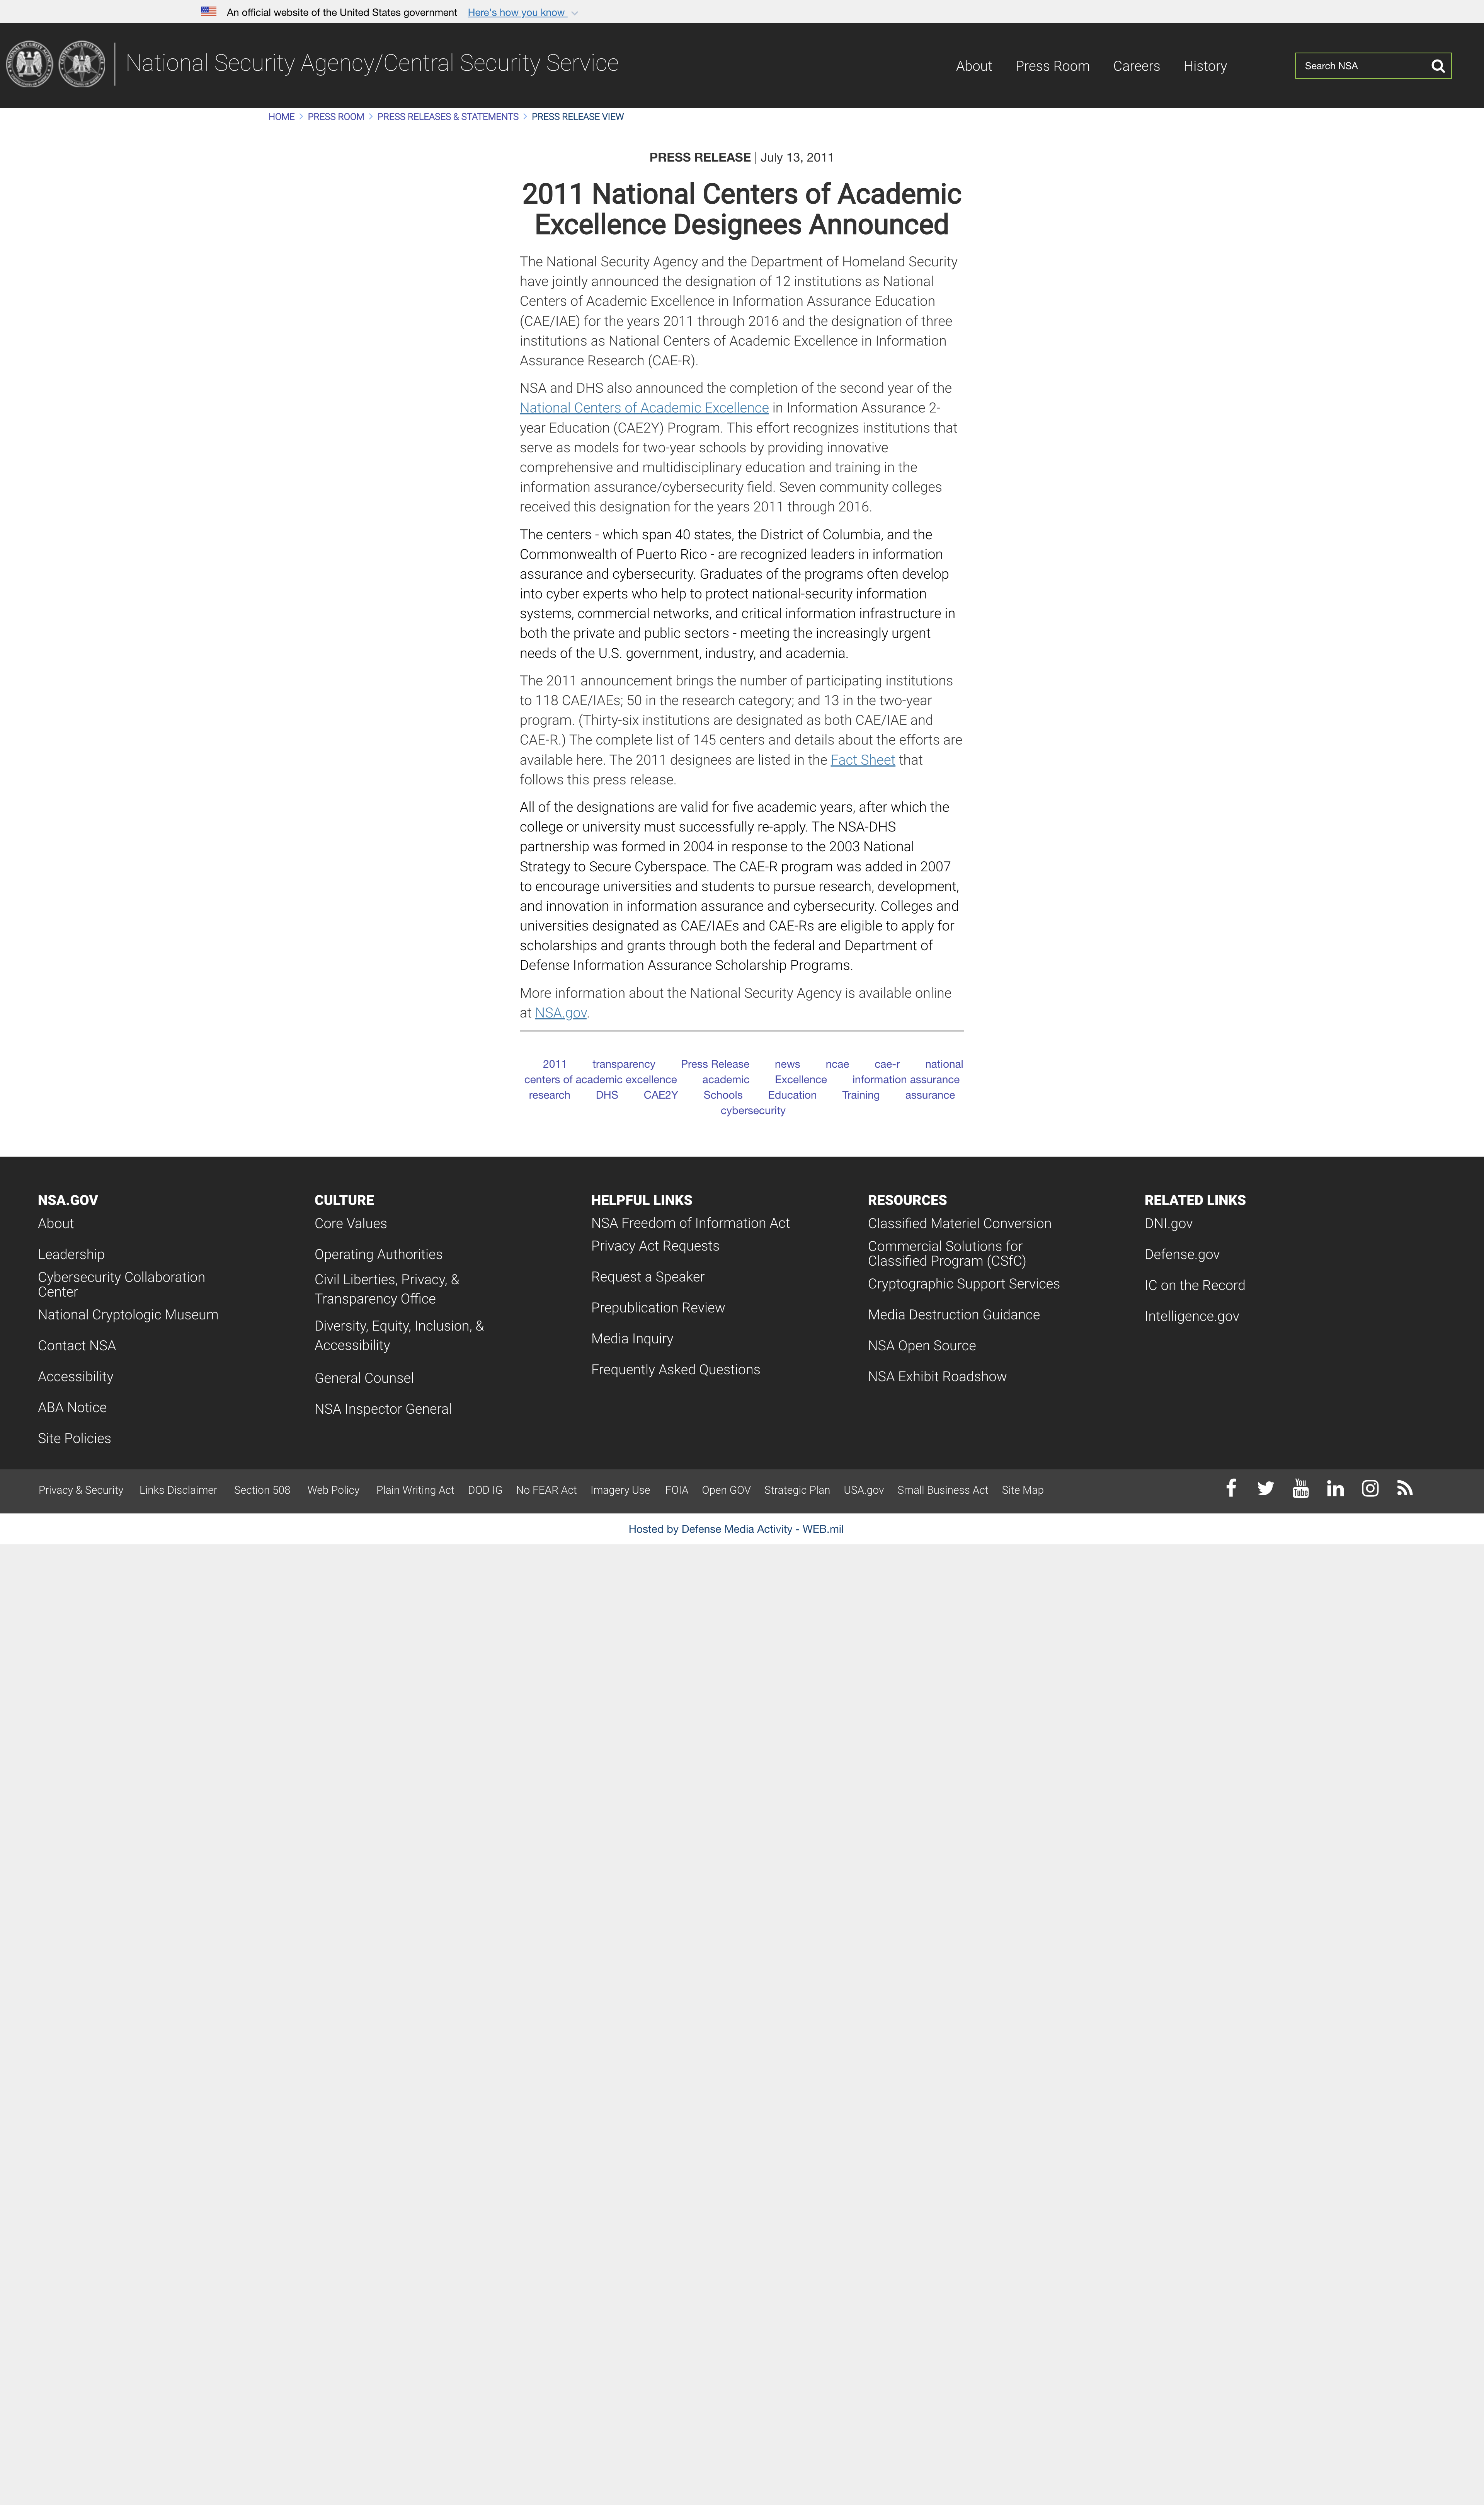 An official website of the United States government Here's how you know
National Security Agency/Central Security Service
About Press Room Careers History
Search NSA
HOME > PRESS ROOM > PRESS RELEASES & STATEMENTS > PRESS RELEASE VIEW
PRESS RELEASE | July 13, 2011
2011 National Centers of Academic
Excellence Designees Announced
The National Security Agency and the Department of Homeland Security
have jointly announced the designation of 12 institutions as National
Centers of Academic Excellence in Information Assurance Education
(CAE/IAE) for the years 2011 through 2016 and the designation of three
institutions as National Centers of Academic Excellence in Information
Assurance Research (CAE-R).
NSA and DHS also announced the completion of the second year of the
National Centers of Academic Excellence in Information Assurance 2-
year Education (CAE2Y) Program. This effort recognizes institutions that
serve as models for two-year schools by providing innovative
comprehensive and multidisciplinary education and training in the
information assurance/cybersecurity field. Seven community colleges
received this designation for the years 2011 through 2016.
The centers - which span 40 states, the District of Columbia, and the
Commonwealth of Puerto Rico - are recognized leaders in information
assurance and cybersecurity. Graduates of the programs often develop
into cyber experts who help to protect national-security information
systems, commercial networks, and critical information infrastructure in
both the private and public sectors - meeting the increasingly urgent
needs of the U.S. government, industry, and academia.
The 2011 announcement brings the number of participating institutions
to 118 CAE/IAEs; 50 in the research category; and 13 in the two-year
program. (Thirty-six institutions are designated as both CAE/IAE and
CAE-R.) The complete list of 145 centers and details about the efforts are
available here. The 2011 designees are listed in the Fact Sheet that
follows this press release.
All of the designations are valid for five academic years, after which the
college or university must successfully re-apply. The NSA-DHS
partnership was formed in 2004 in response to the 2003 National
Strategy to Secure Cyberspace. The CAE-R program was added in 2007
to encourage universities and students to pursue research, development,
and innovation in information assurance and cybersecurity. Colleges and
universities designated as CAE/IAEs and CAE-Rs are eligible to apply for
scholarships and grants through both the federal and Department of
Defense Information Assurance Scholarship Programs.
More information about the National Security Agency is available online
at NSA.gov.
2011 transparency Press Release news ncae cae-r national
centers of academic excellence academic Excellence information assurance
research DHS CAE2Y Schools Education Training assurance
cybersecurity
NSA.GOV
About
Leadership
Cybersecurity Collaboration
Center
National Cryptologic Museum
Contact NSA
Accessibility
ABA Notice
Site Policies
CULTURE
Core Values
Operating Authorities
Civil Liberties, Privacy, &
Transparency Office
Diversity, Equity, Inclusion, &
Accessibility
General Counsel
NSA Inspector General
HELPFUL LINKS
NSA Freedom of Information Act
Privacy Act Requests
Request a Speaker
Prepublication Review
Media Inquiry
Frequently Asked Questions
RESOURCES
Classified Materiel Conversion
Commercial Solutions for
Classified Program (CSfC)
Cryptographic Support Services
Media Destruction Guidance
NSA Open Source
NSA Exhibit Roadshow
RELATED LINKS
DNI.gov
Defense.gov
IC on the Record
Intelligence.gov
Privacy & Security Links Disclaimer Section 508 Web Policy Plain Writing Act DOD IG No FEAR Act Imagery Use FOIA Open GOV Strategic Plan USA.gov Small Business Act Site Map
You
Tube
Hosted by Defense Media Activity - WEB.mil